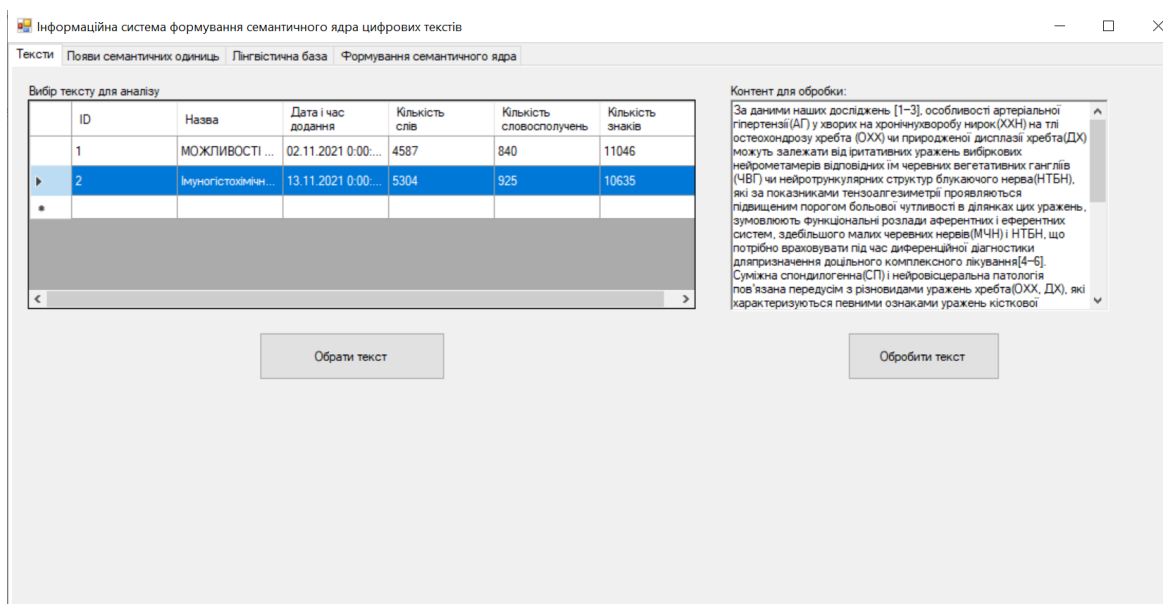 Інформаційна система формування семантичного ядра цифрових текстів
Тексти Появи семантичних одиниць Лінгвістична база Формування семантичного ядра
Вибір тексту для аналізу
ID Назва Дата і час додання Кількість слів Кількість словосполучень Кількість знаків
1 МОЖЛИВОСТІ ... 02.11.2021 0:00:... 4587 840 11046
2 Імуногістохімічн... 13.11.2021 0:00:... 5304 925 10635
Обрати текст
Контент для обробки:
За даними наших досліджень [1–3], особливості артеріальної
гіпертензії(АГ) у хворих на хронічнухворобу нирок(ХХН) на тлі
остеохондрозу хребта (ОХХ) чи природженої дисплазії хребта(ДХ)
можуть залежати від іритативних уражень вибіркових
нейрометамерів відповідних їм черевних вегетативних гангліїв
(ЧВГ) чи нейротрункулярних структур блукаючого нерва(НТБН),
які за показниками тензоалгезиметрії проявляються
підвищеним порогом больової чутливості в ділянках цих уражень,
зумовлюють функціональні розлади аферентних і еферентних
систем, здебільшого малих черевних нервів(МЧН) і НТБН, що
потрібно враховувати під час диференційної діагностики
дляпризначення доцільного комплексного лікування[4–6].
Суміжна спондилогенна(СП) і нейровісцеральна патологія
пов'язана передусім з різновидами уражень хребта(ОХХ, ДХ), які
характеризуються певними ознаками уражень кісткової
Обробити текст